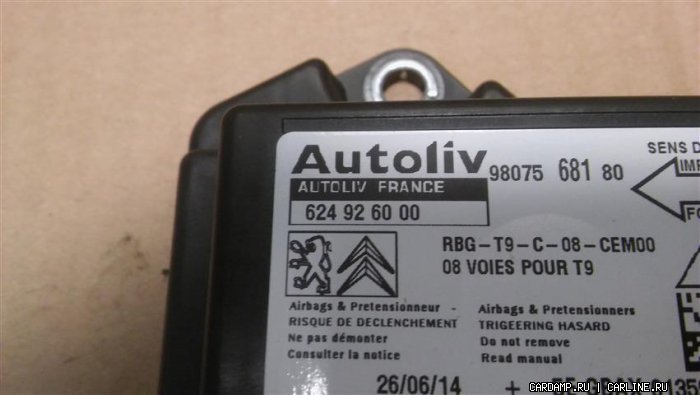 Autoliv
98075 681 80
SENS D
AUTOLIV FRANCE
624 92 60 00
RBG-T9-C-08-CEM00
08 VOIES POUR T9
Airbags & Pretensionneur -
RISQUE DE DECLENCHEMENT
Ne pas démonter
Consulter la notice
Airbags & Pretensionners
TRIGEERING HASARD
Do not remove
Read manual
26/06/14 +
CARDAMP.RU | CARLINE.RU